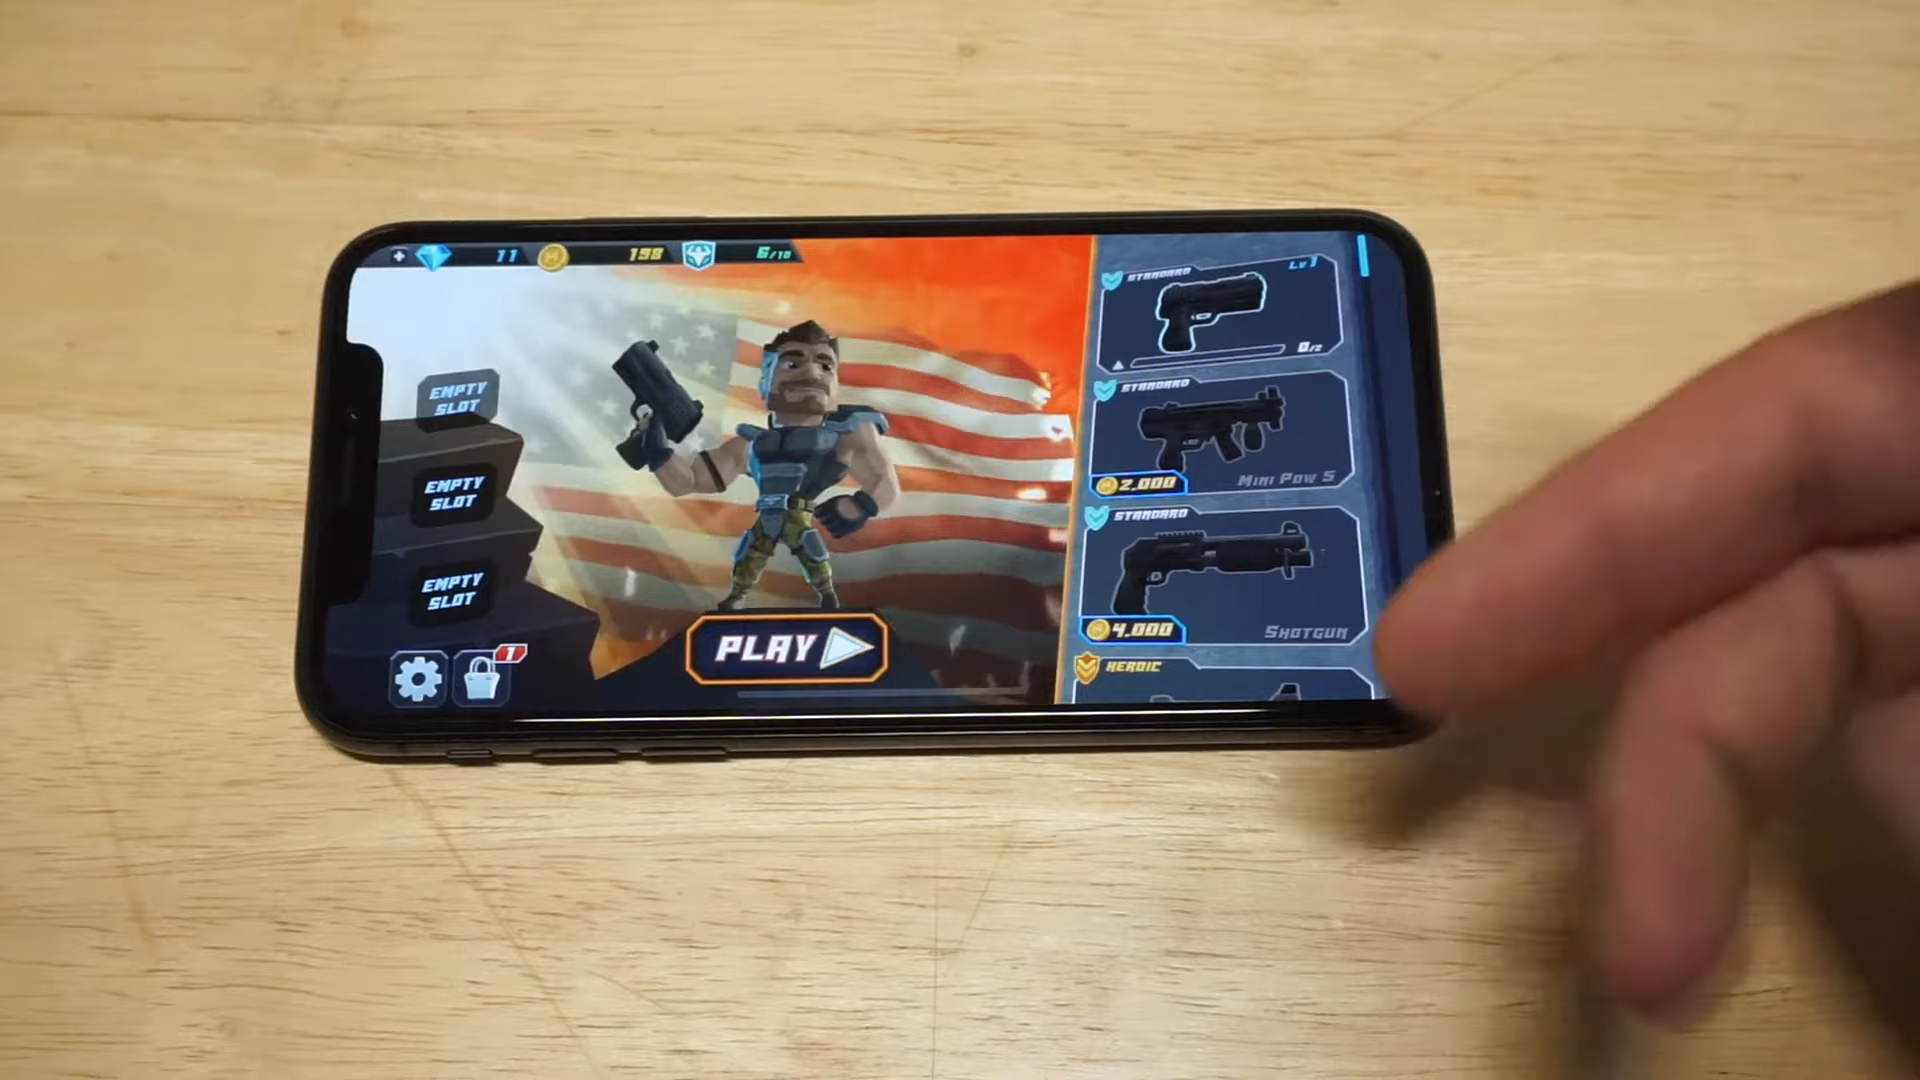 11 198 6/10
EMPTY
SLOT
EMPTY
SLOT
EMPTY
SLOT
1
PLAY
STANDARD Lv 1
0/2
STANDARD
2,000 MINI POW 5
STANDARD
4,000 SHOTGUN
HEROIC